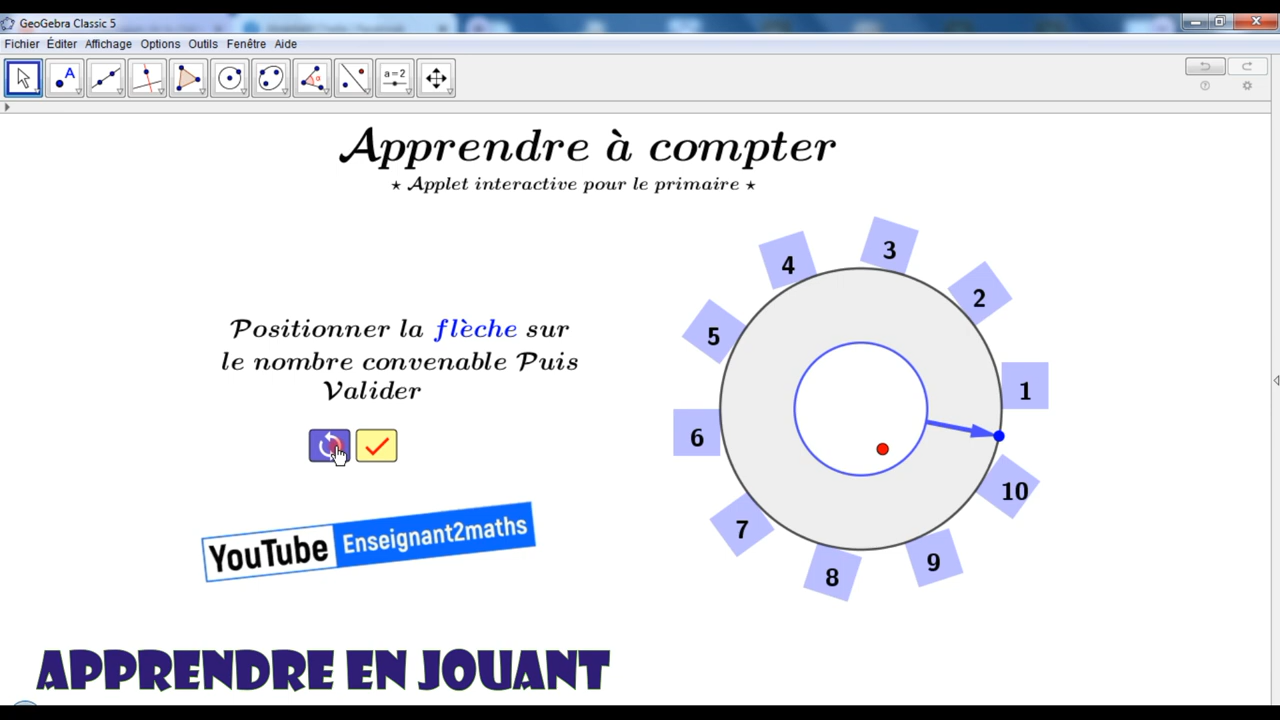 GeoGebra Classic 5
Fichier Éditer Affichage Options Outils Fenêtre Aide
A
α
a=2
Apprendre à compter
⋆ Applet interactive pour le primaire ⋆
3
4
2
5
Positionner la flèche sur
le nombre convenable Puis
Valider
1
6
10
7
9
8
YouTube Enseignant2maths
APPRENDRE EN JOUANT